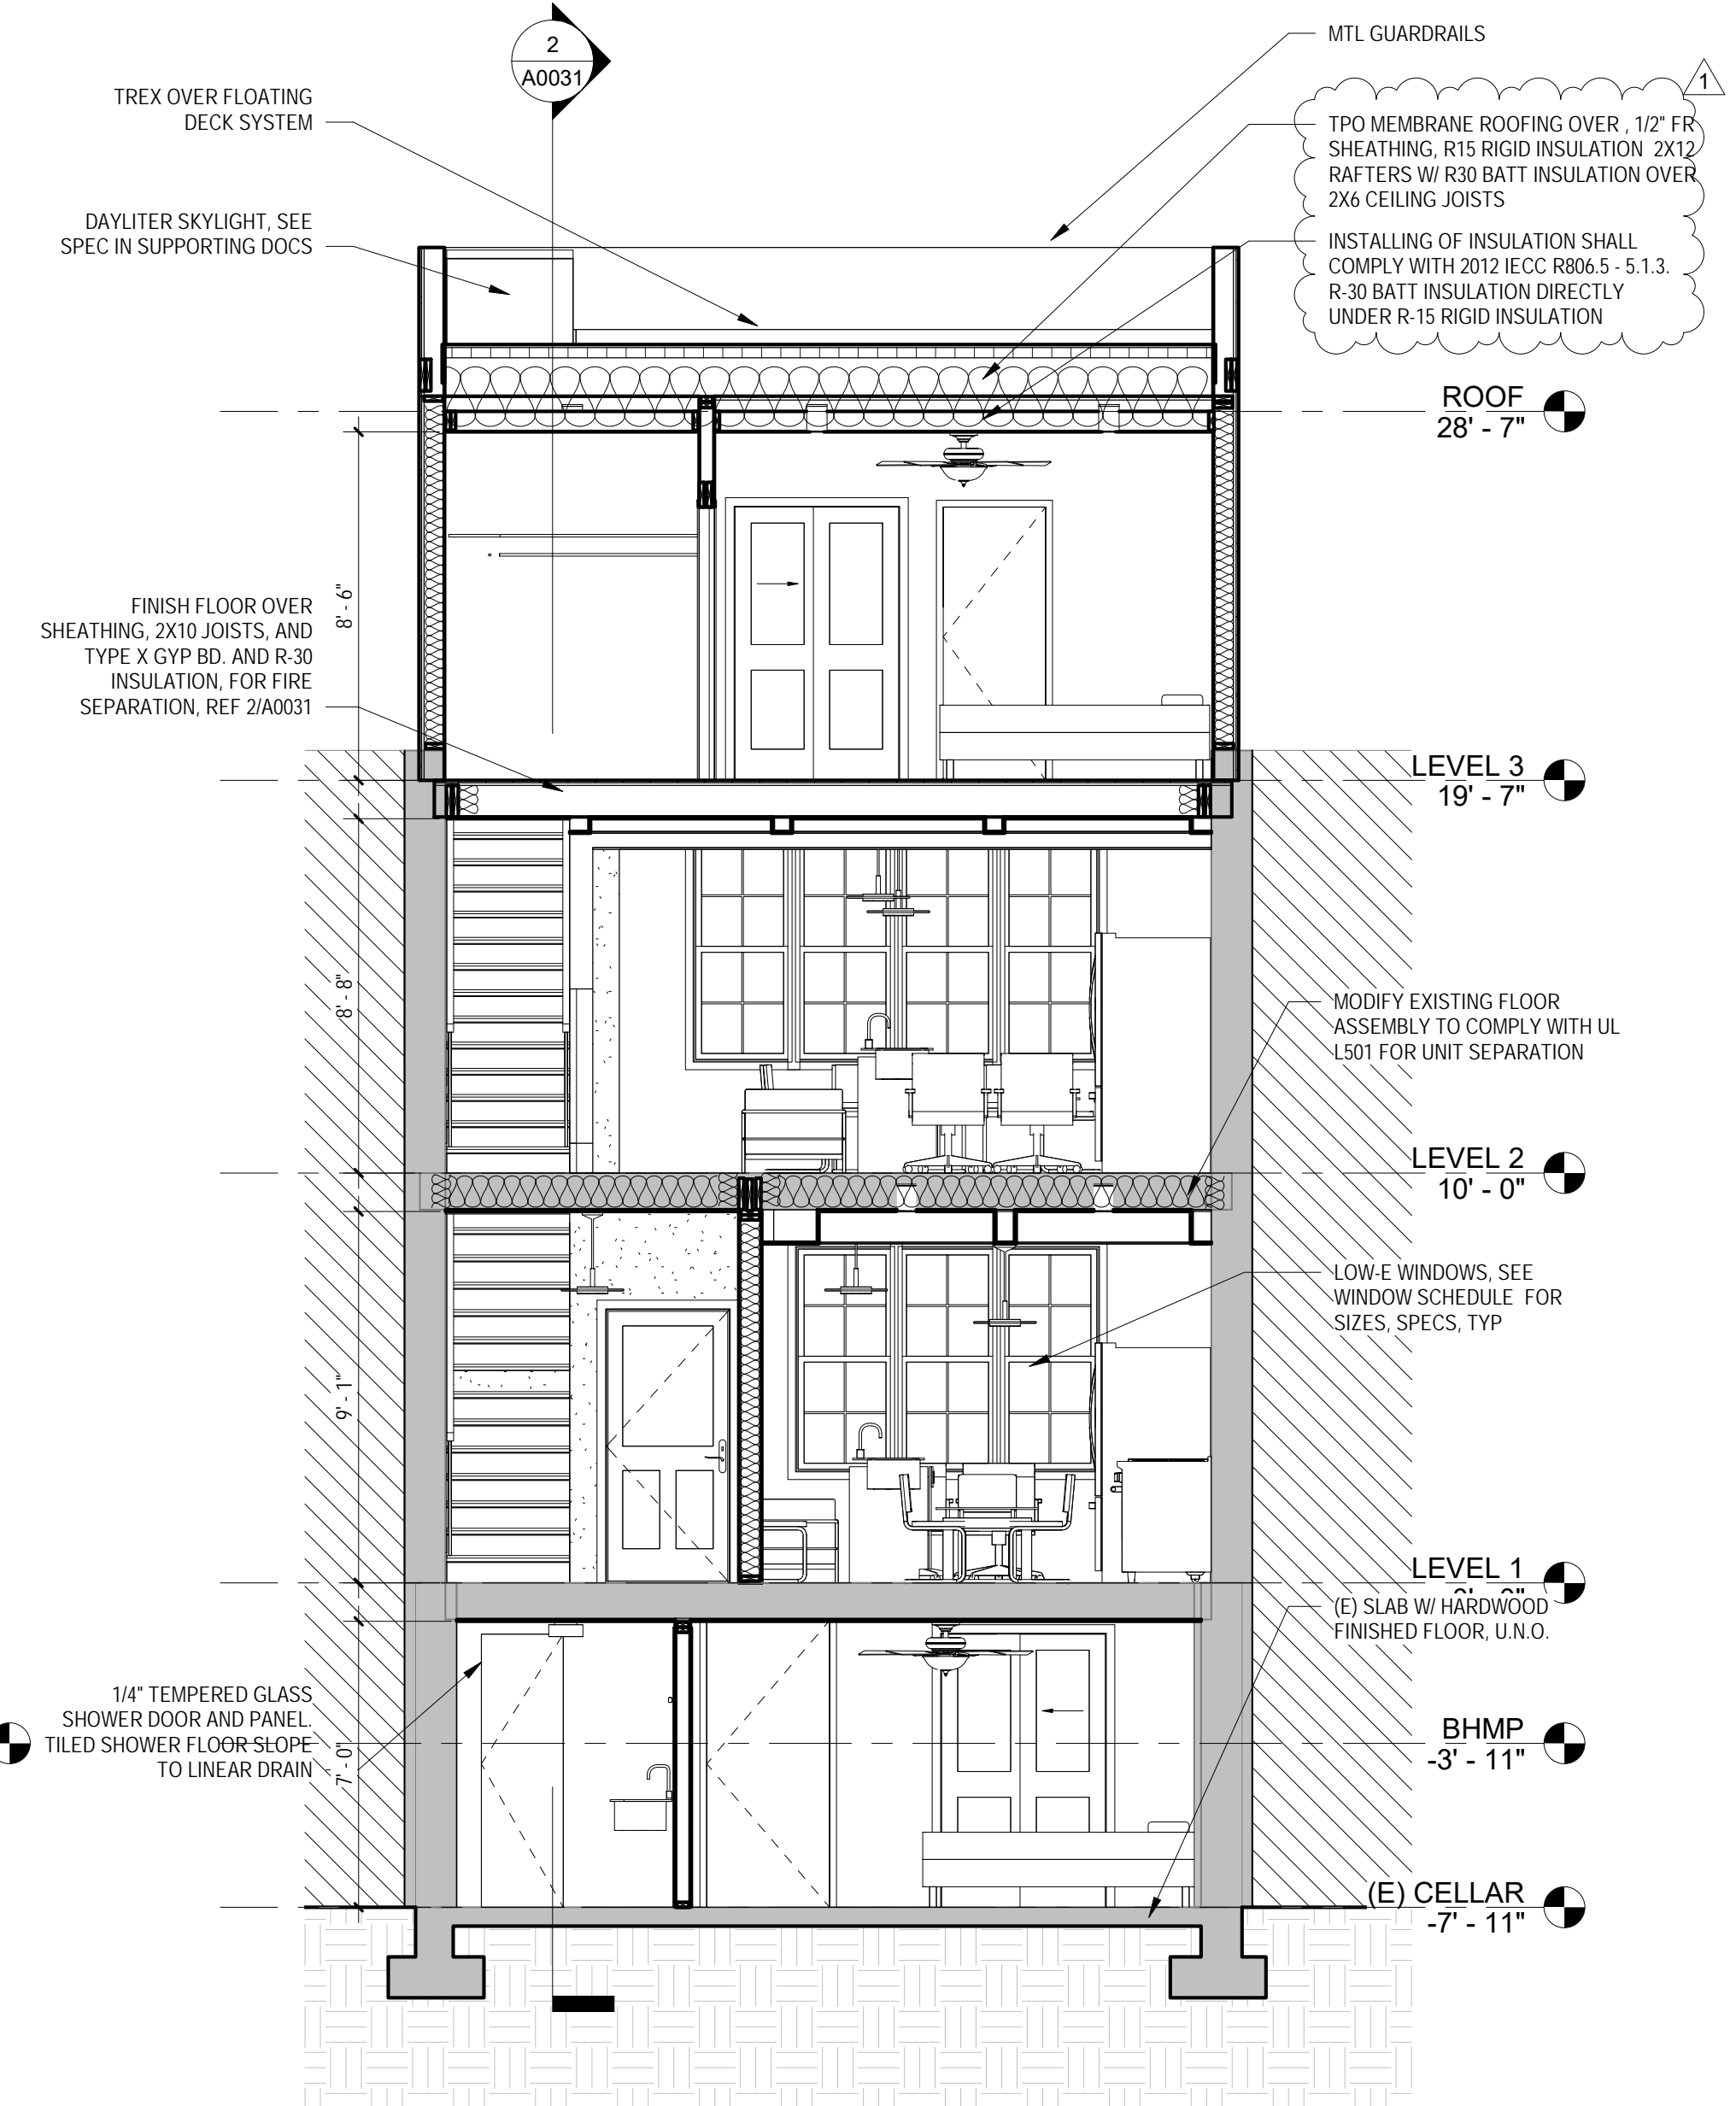 2
A0031
MTL GUARDRAILS
1
TREX OVER FLOATING
DECK SYSTEM
TPO MEMBRANE ROOFING OVER , 1/2" FR
SHEATHING, R15 RIGID INSULATION 2X12
RAFTERS W/ R30 BATT INSULATION OVER
2X6 CEILING JOISTS
DAYLITER SKYLIGHT, SEE
SPEC IN SUPPORTING DOCS
INSTALLING OF INSULATION SHALL
COMPLY WITH 2012 IECC R806.5 - 5.1.3.
R-30 BATT INSULATION DIRECTLY
UNDER R-15 RIGID INSULATION
ROOF
28' - 7"
8' - 6"
FINISH FLOOR OVER
SHEATHING, 2X10 JOISTS, AND
TYPE X GYP BD. AND R-30
INSULATION, FOR FIRE
SEPARATION, REF 2/A0031
LEVEL 3
19' - 7"
8' - 8"
MODIFY EXISTING FLOOR
ASSEMBLY TO COMPLY WITH UL
L501 FOR UNIT SEPARATION
LEVEL 2
10' - 0"
LOW-E WINDOWS, SEE
WINDOW SCHEDULE FOR
SIZES, SPECS, TYP
9' - 1"
LEVEL 1
0' - 0"
(E) SLAB W/ HARDWOOD
FINISHED FLOOR, U.N.O.
1/4" TEMPERED GLASS
SHOWER DOOR AND PANEL.
TILED SHOWER FLOOR SLOPE
TO LINEAR DRAIN
7' - 0"
BHMP
-3' - 11"
(E) CELLAR
-7' - 11"